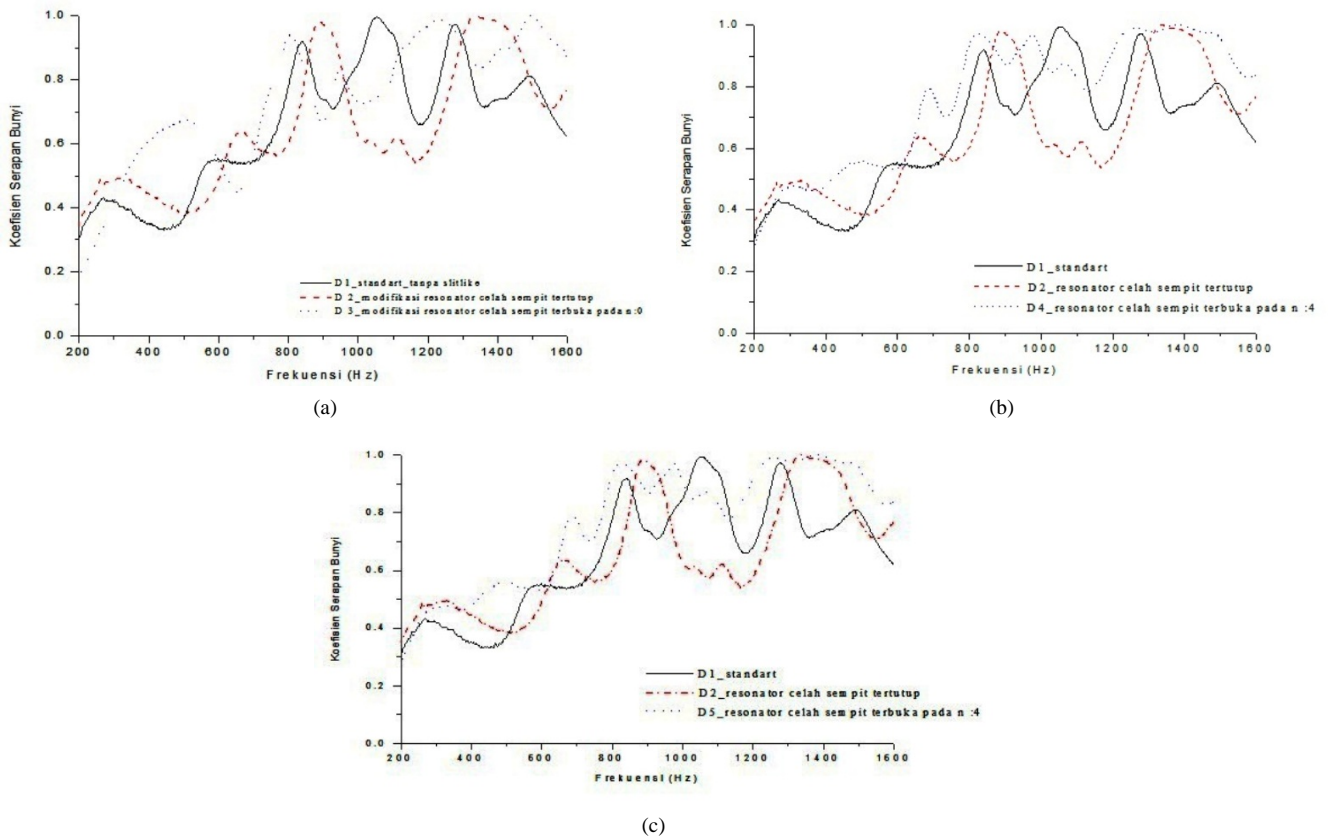 1.0
0.8
0.6
0.4
0.2
0.0
Koefisien Serapan Bunyi
D1_standart_tanpa slitlike
D 2_modifikasi resonator celah sempit tertutup
D 3_modifikasi resonator celah sempit terbuka pada n :0
200 400 600 800 1000 1200 1400 1600
Frekuensi (Hz)
(a)
1.0
0.8
0.6
0.4
0.2
0.0
Koefisien Serapan Bunyi
D1_standart
D2_resonator celah sempit tertutup
D4_resonator celah sempit terbuka pada n :4
200 400 600 800 1000 1200 1400 1600
Frekuensi (Hz)
(b)
1.0
0.8
0.6
0.4
0.2
0.0
Koefisien Serapan Bunyi
D1_standart
D2_resonator celah sempit tertutup
D5_resonator celah sempit terbuka pada n :4
200 400 600 800 1000 1200 1400 1600
Frekuensi (Hz)
(c)